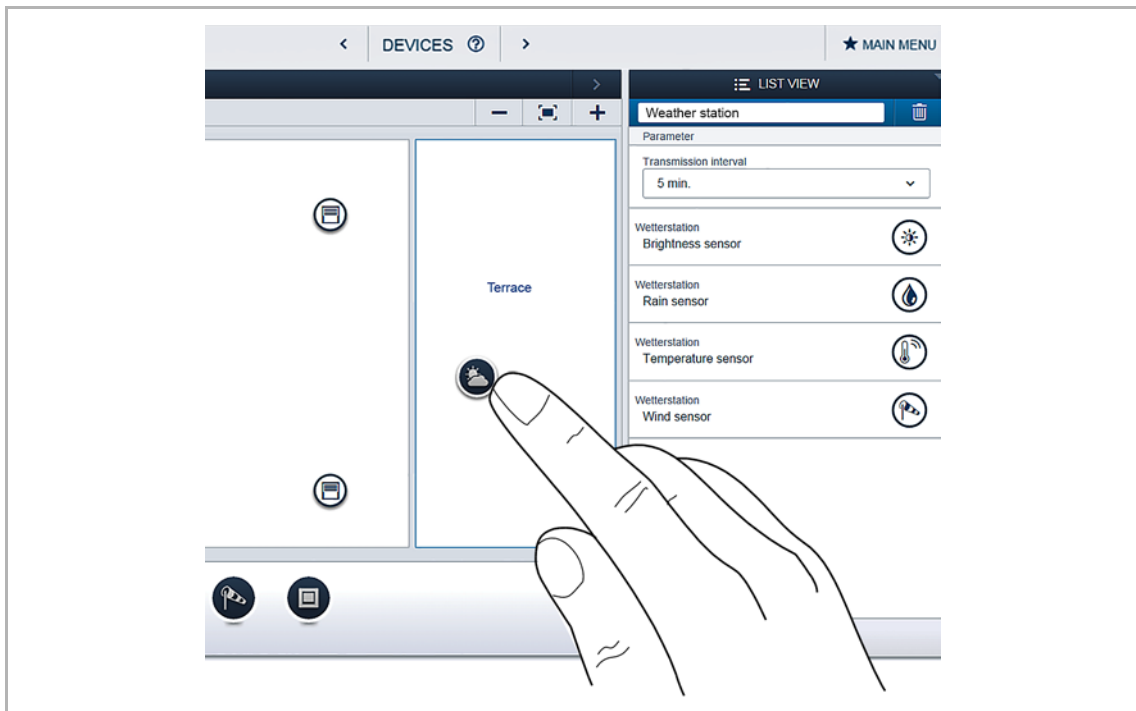 DEVICES ?
MAIN MENU
LIST VIEW
Weather station
Parameter
Transmission interval
5 min.
Wetterstation
Brightness sensor
Wetterstation
Rain sensor
Terrace
Wetterstation
Temperature sensor
Wetterstation
Wind sensor